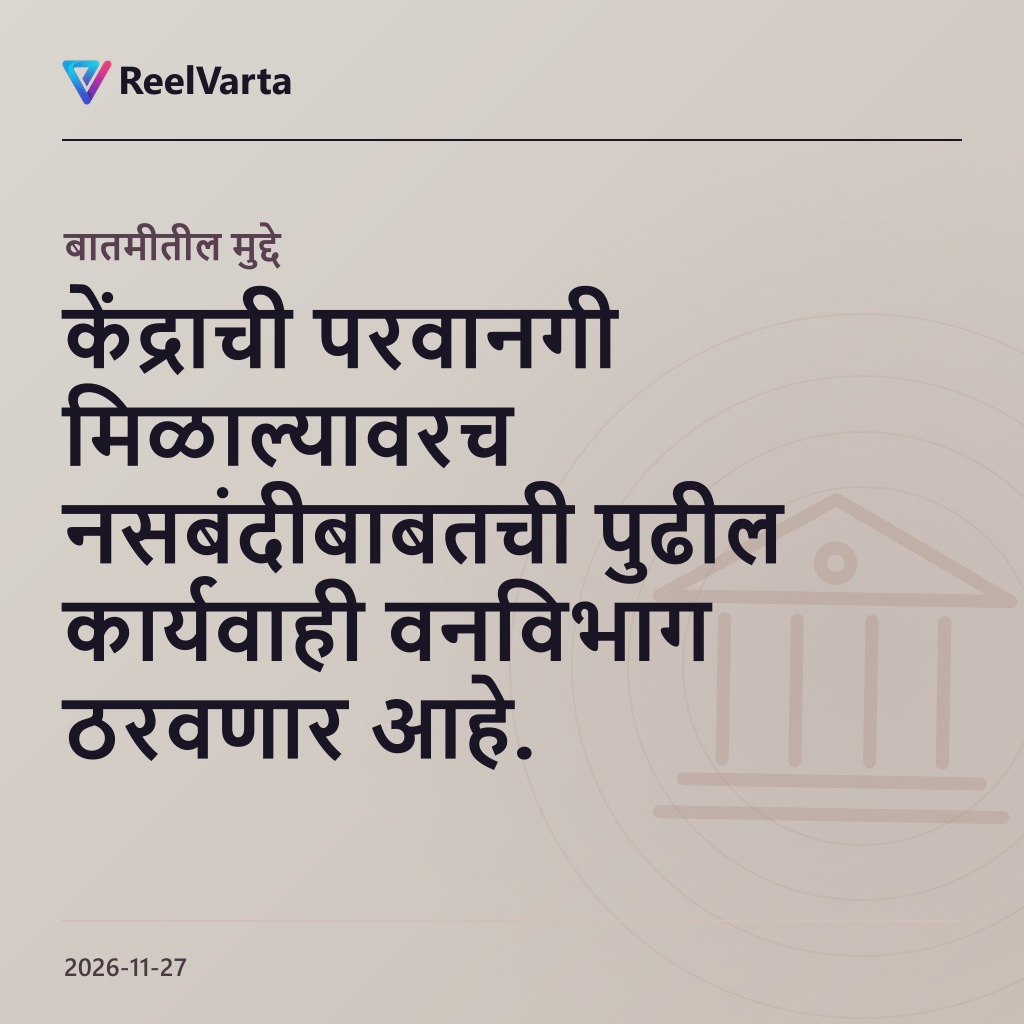 ReelVarta
बातमीतील मुद्दे
केंद्राची परवानगी
मिळाल्यावरच
नसबंदीबाबतची पुढील
कार्यवाही वनविभाग
ठरवणार आहे.
2026-11-27